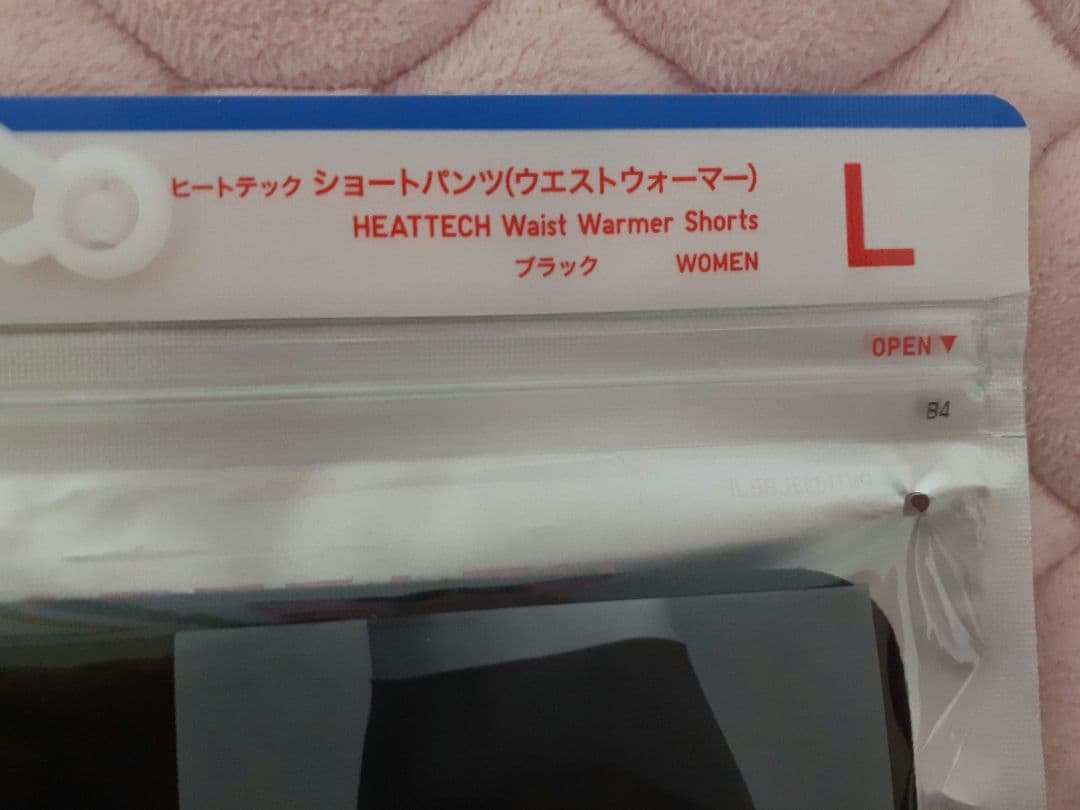 ヒートテック ショートパンツ(ウエストウォーマー)
HEATTECH Waist Warmer Shorts
ブラック WOMEN
L
OPEN▼
B4